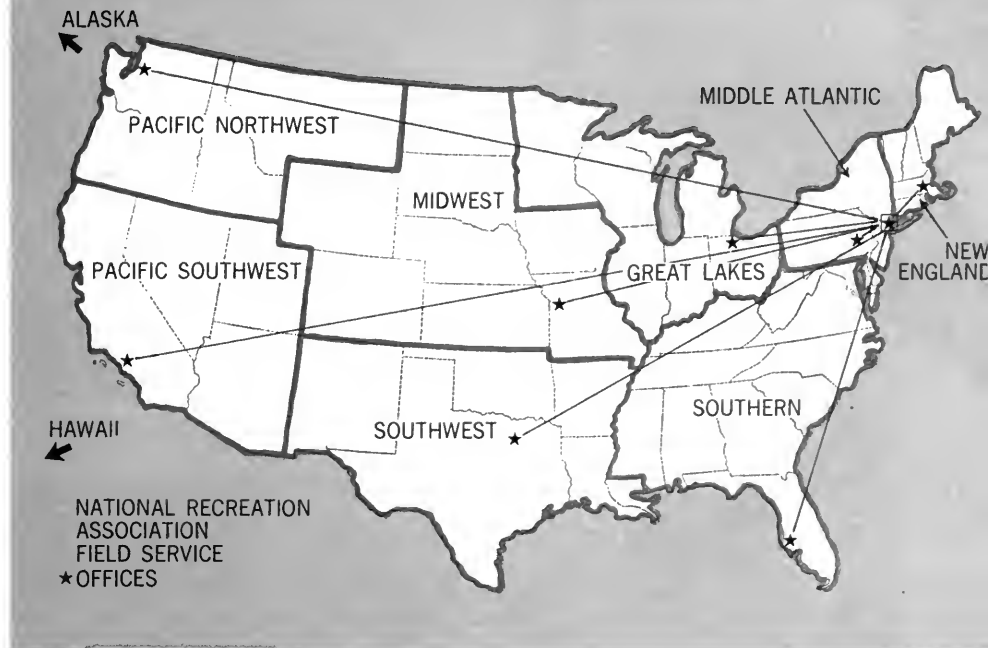 ALASKA
MIDDLE ATLANTIC
PACIFIC NORTHWEST
MIDWEST
NEW
ENGLAND
PACIFIC SOUTHWEST
GREAT LAKES
SOUTHERN
SOUTHWEST
HAWAII
NATIONAL RECREATION
ASSOCIATION
FIELD SERVICE
★ OFFICES